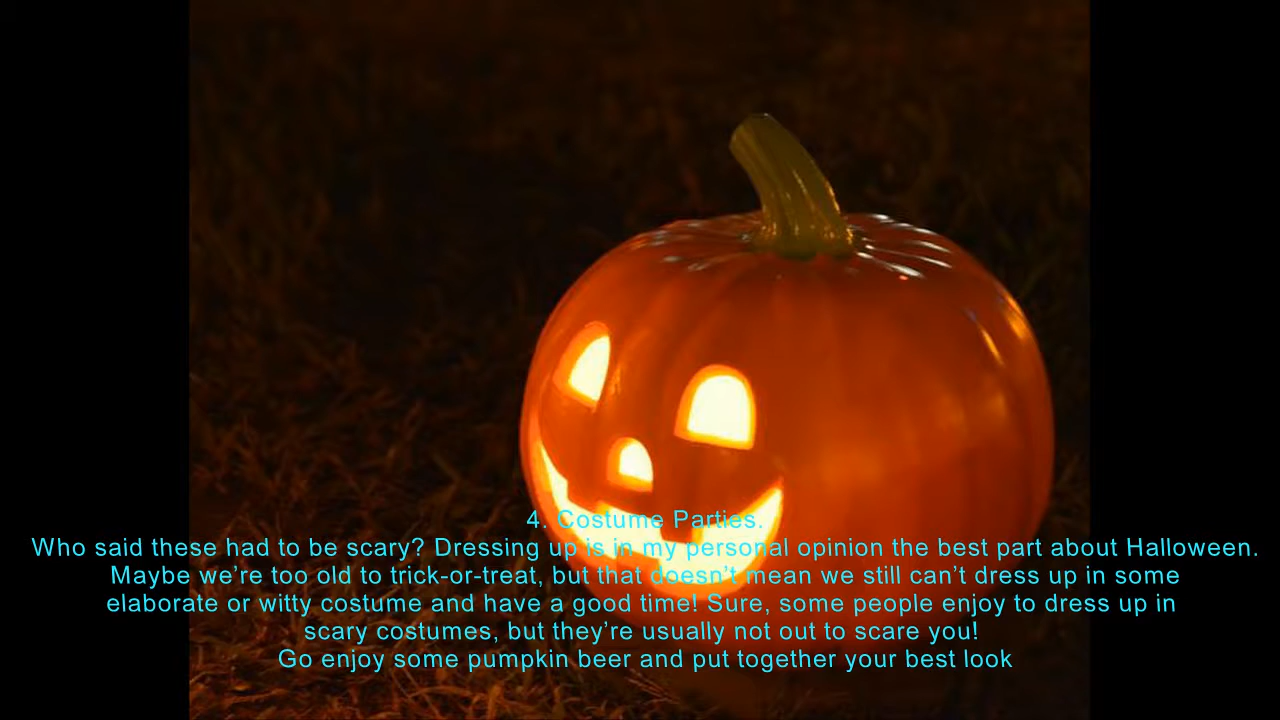 4. Costume Parties.
Who said these had to be scary? Dressing up is in my personal opinion the best part about Halloween.
Maybe we’re too old to trick-or-treat, but that doesn’t mean we still can’t dress up in some
elaborate or witty costume and have a good time! Sure, some people enjoy to dress up in
scary costumes, but they’re usually not out to scare you!
Go enjoy some pumpkin beer and put together your best look